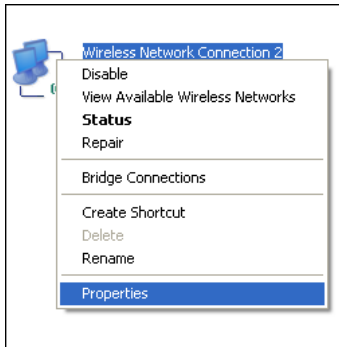 Wireless Network Connection 2
Disable
View Available Wireless Networks
Status
Repair
Bridge Connections
Create Shortcut
Delete
Rename
Properties